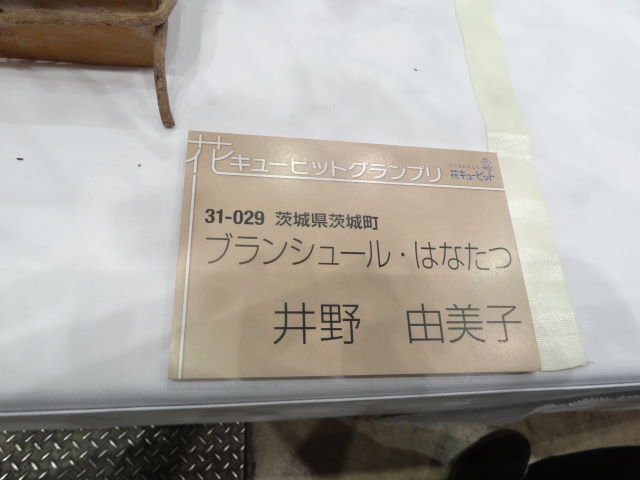 花キューピットグランプリ
花キューピット
31-029 茨城県茨城町
ブランシュール・はなたつ
井野 由美子